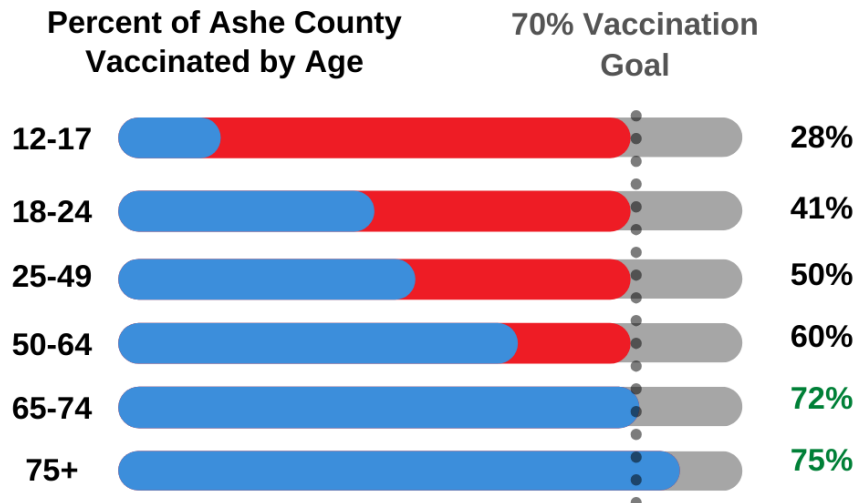 Percent of Ashe County
Vaccinated by Age
70% Vaccination
Goal
12-17 28%
18-24 41%
25-49 50%
50-64 60%
65-74 72%
75+ 75%